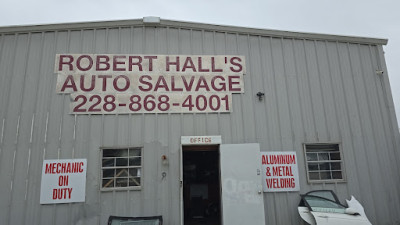 ROBERT HALL'S
AUTO SALVAGE
228-868-4001
OFFICE
MECHANIC
ON
DUTY
ALUMINUM
& METAL
WELDING